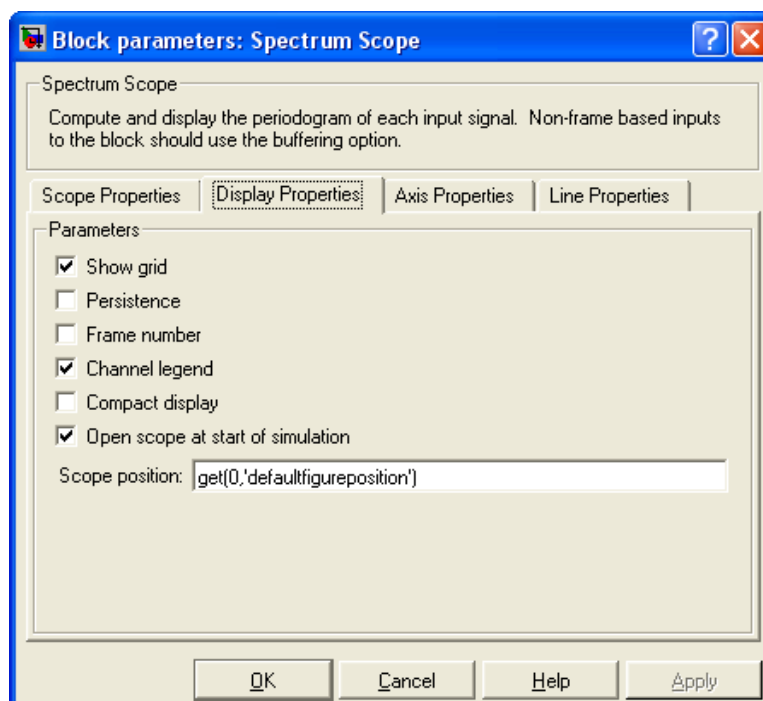 Block parameters: Spectrum Scope
Spectrum Scope
Compute and display the periodogram of each input signal. Non-frame based inputs
to the block should use the buffering option.
Scope Properties Display Properties Axis Properties Line Properties
Parameters
Show grid
Persistence
Frame number
Channel legend
Compact display
Open scope at start of simulation
Scope position: get(0,'defaultfigureposition')
OK Cancel Help Apply